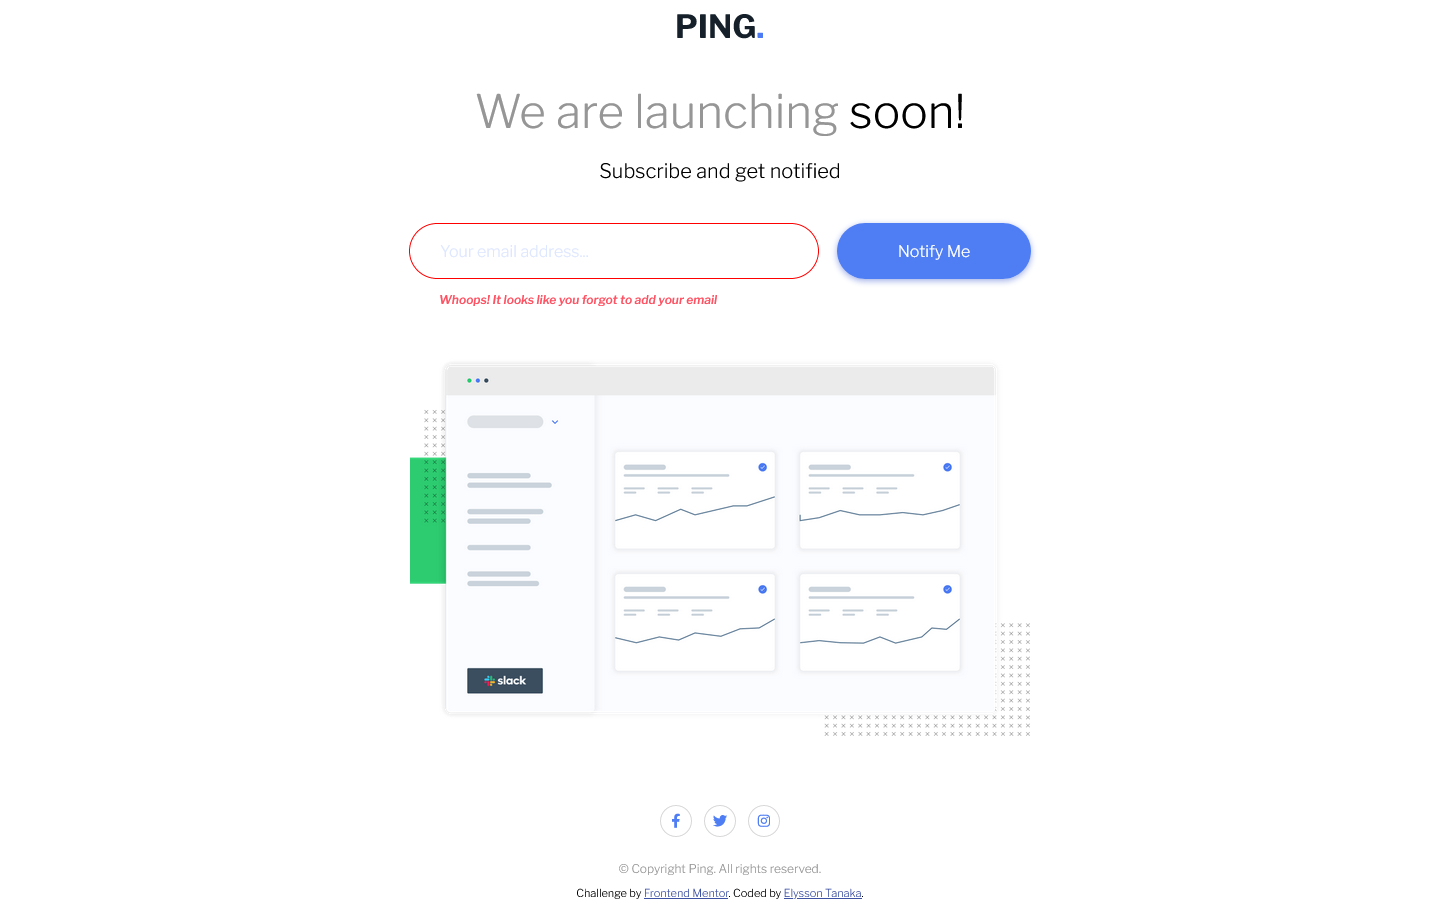 PING.
We are launching soon!
Subscribe and get notified
Your email address...
Notify Me
Whoops! It looks like you forgot to add your email
slack
© Copyright Ping. All rights reserved.
Challenge by Frontend Mentor. Coded by Elysson Tanaka.